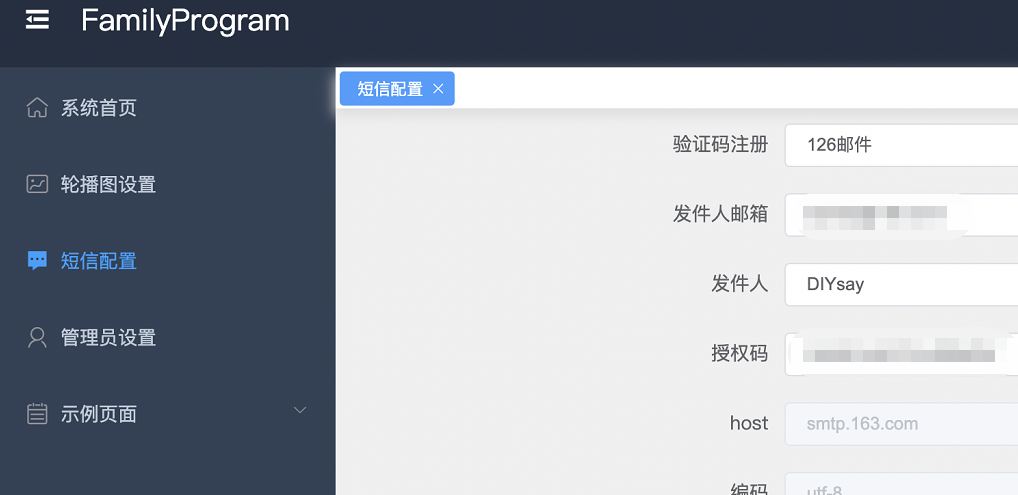 FamilyProgram
系统首页
轮播图设置
短信配置
管理员设置
示例页面
短信配置
验证码注册 126邮件
发件人邮箱
发件人 DIYsay
授权码
host smtp.163.com
编码 utf-8